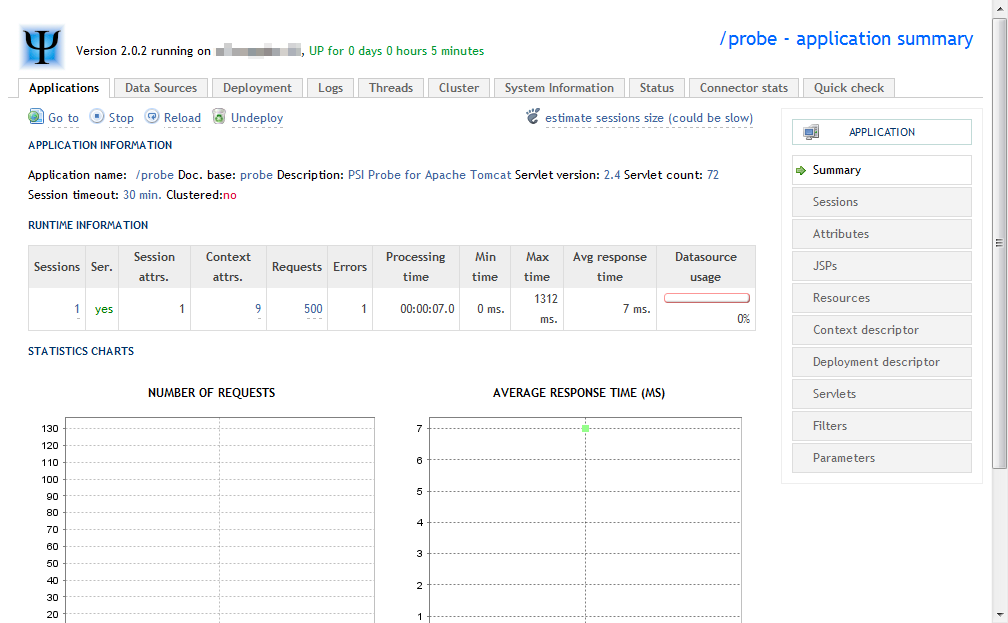 /probe - application summary
Version 2.0.2 running on , UP for 0 days 0 hours 5 minutes
Applications Data Sources Deployment Logs Threads Cluster System Information Status Connector stats Quick check
Go to Stop Reload Undeploy estimate sessions size (could be slow)
APPLICATION INFORMATION
Application name: /probe Doc. base: probe Description: PSI Probe for Apache Tomcat Servlet version: 2.4 Servlet count: 72
Session timeout: 30 min. Clustered:no
RUNTIME INFORMATION
Sessions Ser. Session attrs. Context attrs. Requests Errors Processing time Min time Max time Avg response time Datasource usage
1 yes 1 9 500 1 00:00:07.0 0 ms. 1312 ms. 7 ms. 0%
STATISTICS CHARTS
NUMBER OF REQUESTS
130
120
110
100
90
80
70
60
50
40
30
20
AVERAGE RESPONSE TIME (MS)
7
6
5
4
3
2
1
APPLICATION
Summary
Sessions
Attributes
JSPs
Resources
Context descriptor
Deployment descriptor
Servlets
Filters
Parameters